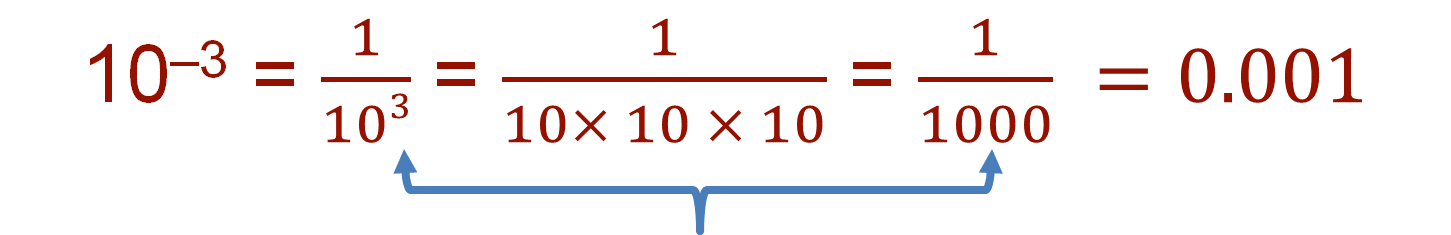 10⁻³ = 1/10³ = 1/(10× 10 × 10) = 1/1000 = 0.001